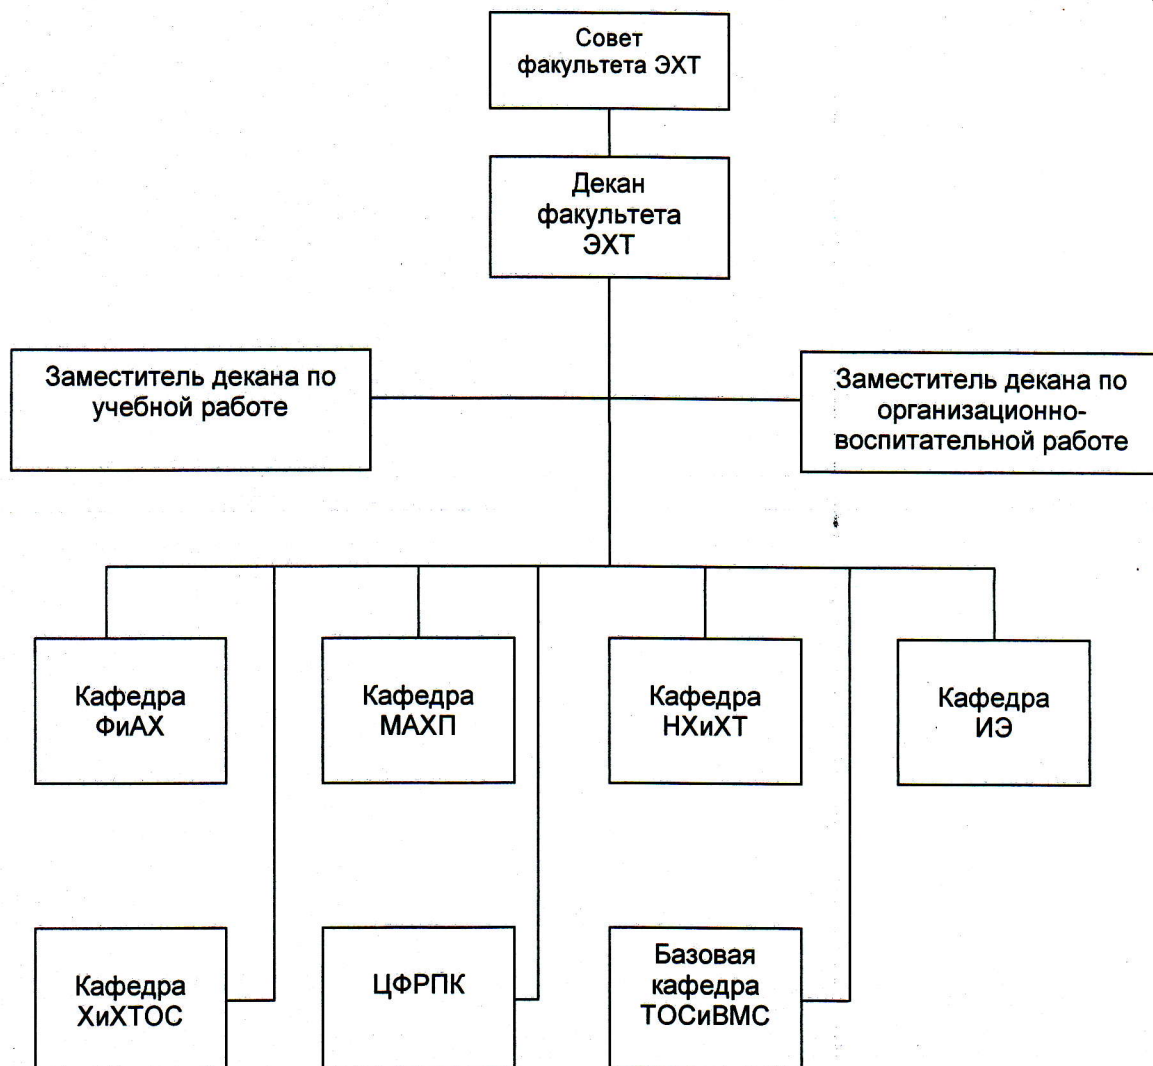 Совет
факультета ЭХТ
Декан
факультета
ЭХТ
Заместитель декана по
учебной работе
Заместитель декана по
организационно-
воспитательной работе
Кафедра
ФиАХ
Кафедра
МАХП
Кафедра
НХиХТ
Кафедра
ИЭ
Кафедра
ХиХТОС
ЦФРПК
Базовая
кафедра
ТОСиВМС